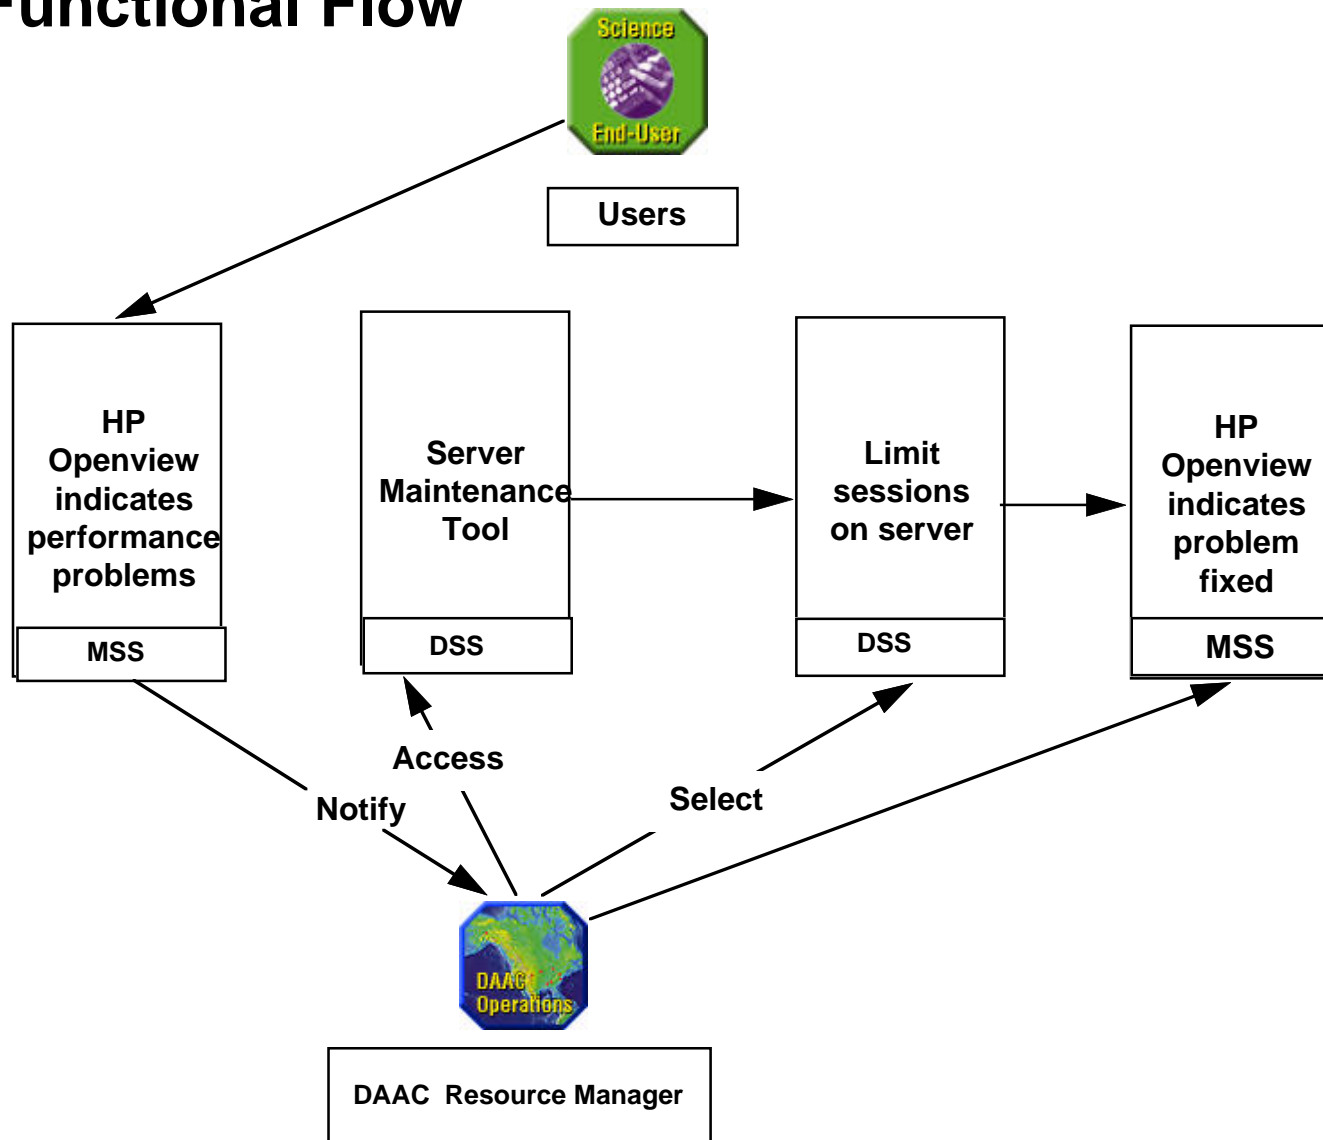 Functional Flow
Science
End-User
Users
HP
Openview
indicates
performance
problems
MSS
Server
Maintenance
Tool
DSS
Limit
sessions
on server
DSS
HP
Openview
indicates
problem
fixed
MSS
Access
Notify
Select
DAAC
Operations
DAAC Resource Manager